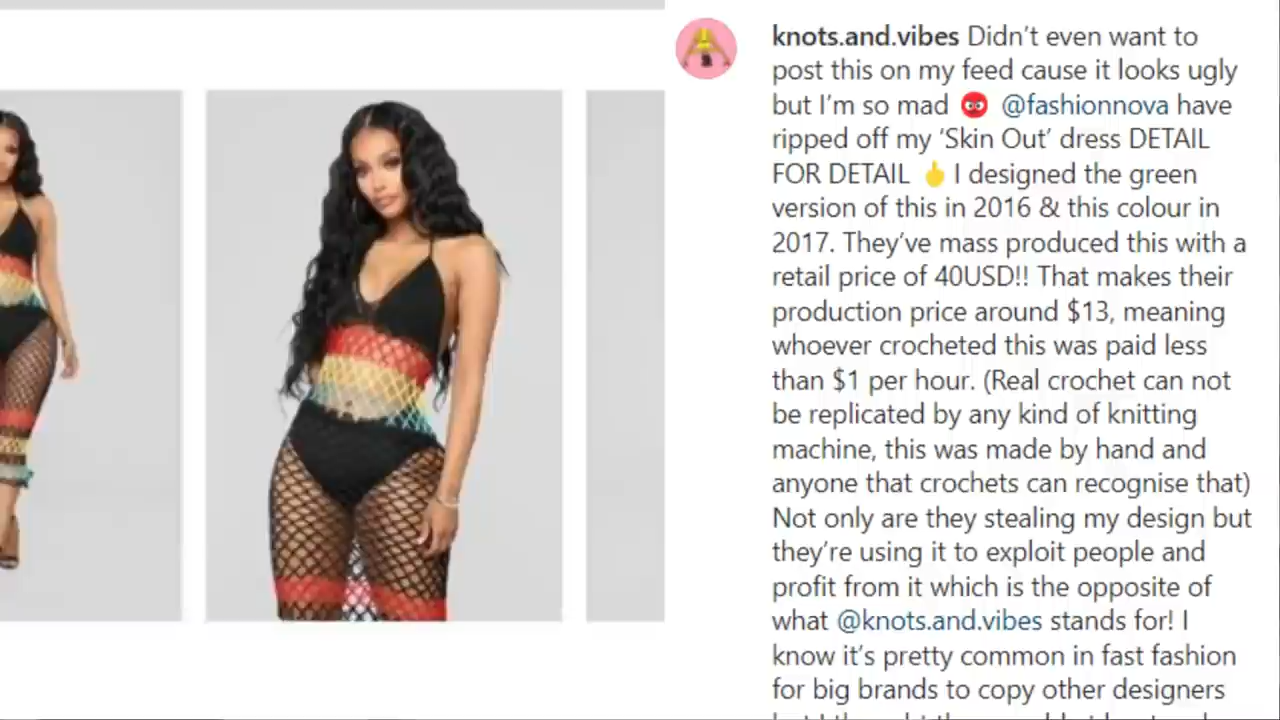 knots.and.vibes Didn’t even want to
post this on my feed cause it looks ugly
but I’m so mad 👹 @fashionnova have
ripped off my ‘Skin Out’ dress DETAIL
FOR DETAIL 🖕 I designed the green
version of this in 2016 & this colour in
2017. They’ve mass produced this with a
retail price of 40USD!! That makes their
production price around $13, meaning
whoever crocheted this was paid less
than $1 per hour. (Real crochet can not
be replicated by any kind of knitting
machine, this was made by hand and
anyone that crochets can recognise that)
Not only are they stealing my design but
they’re using it to exploit people and
profit from it which is the opposite of
what @knots.and.vibes stands for! I
know it’s pretty common in fast fashion
for big brands to copy other designers